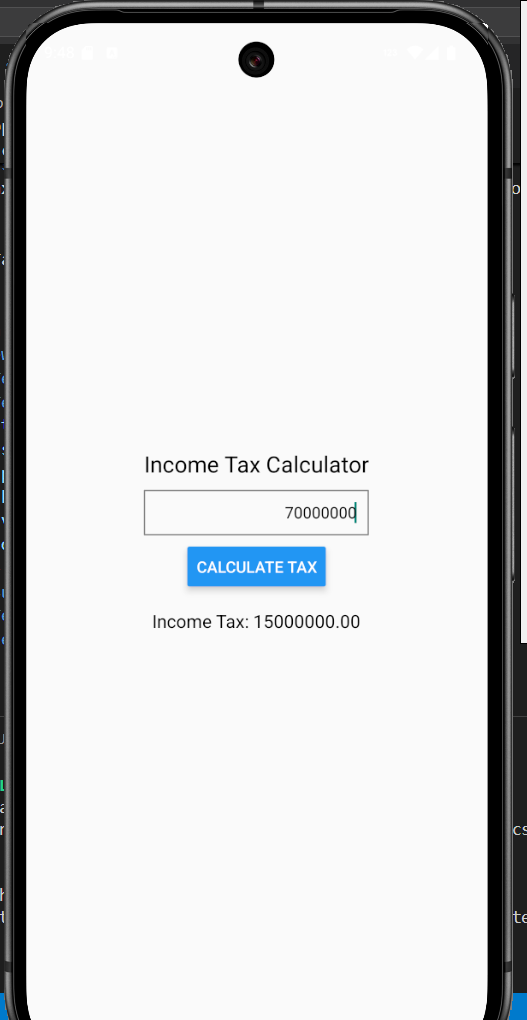 Income Tax Calculator
70000000
CALCULATE TAX
Income Tax: 15000000.00